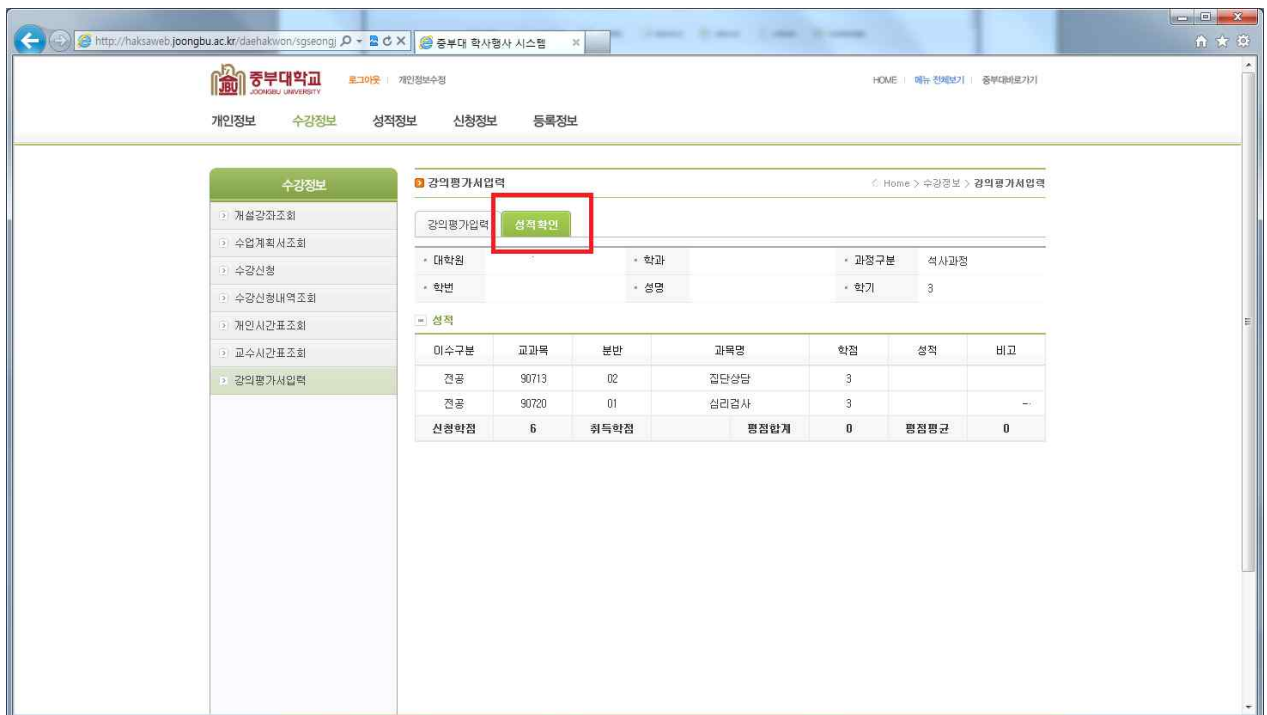 http://haksaweb.joongbu.ac.kr/daehakwon/sgseongj
중부대 학사행사 시스템
중부대학교
JOONGBU UNIVERSITY
로그아웃 개인정보수정
HOME 메뉴 전체보기 중부대바로가기
개인정보 수강정보 성적정보 신청정보 등록정보
수강정보
개설강좌조회
수업계획서조회
수강신청
수강신청내역조회
개인시간표조회
교수시간표조회
강의평가서입력
강의평가서입력
Home > 수강정보 > 강의평가서입력
강의평가입력 성적확인
대학원 학과 과정구분 석사과정
학번 성명 학기 3
성적
이수구분 교과목 분반 과목명 학점 성적 비고
전공 90713 02 집단상담 3
전공 90720 01 심리검사 3
신청학점 6 취득학점 평점합계 0 평점평균 0